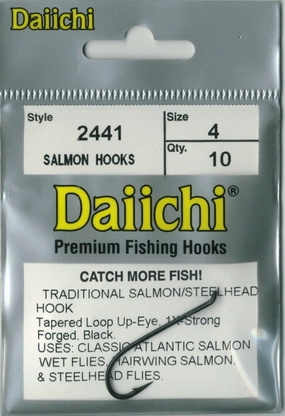 Daiichi
Style
2441
SALMON HOOKS
Size
4
Qty.
10
Daiichi®
Premium Fishing Hooks
CATCH MORE FISH!
TRADITIONAL SALMON/STEELHEAD
HOOK
Tapered Loop Up-Eye, 1X-Strong
Forged, Black.
USES: CLASSIC ATLANTIC SALMON
WET FLIES, HAIRWING SALMON,
& STEELHEAD FLIES.